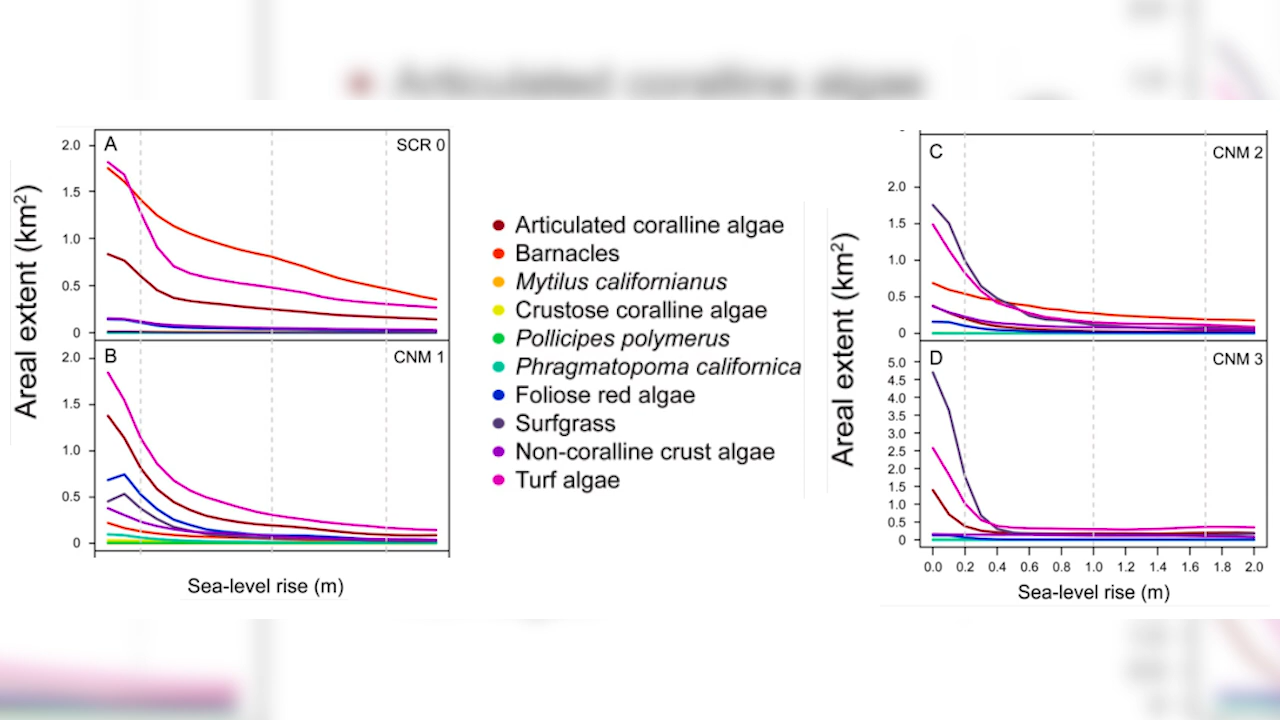 Articulated coralline algae
A
SCR 0
2.0
1.5
1.0
0.5
0
Areal extent (km²)
B
CNM 1
2.0
1.5
1.0
0.5
0
Sea-level rise (m)
Articulated coralline algae
Barnacles
Mytilus californianus
Crustose coralline algae
Pollicipes polymerus
Phragmatopoma californica
Foliose red algae
Surfgrass
Non-coralline crust algae
Turf algae
C
CNM 2
2.0
1.5
1.0
0.5
0
Areal extent (km²)
D
CNM 3
5.0
4.5
4.0
3.5
3.0
2.5
2.0
1.5
1.0
0.5
0
0.0 0.2 0.4 0.6 0.8 1.0 1.2 1.4 1.6 1.8 2.0
Sea-level rise (m)